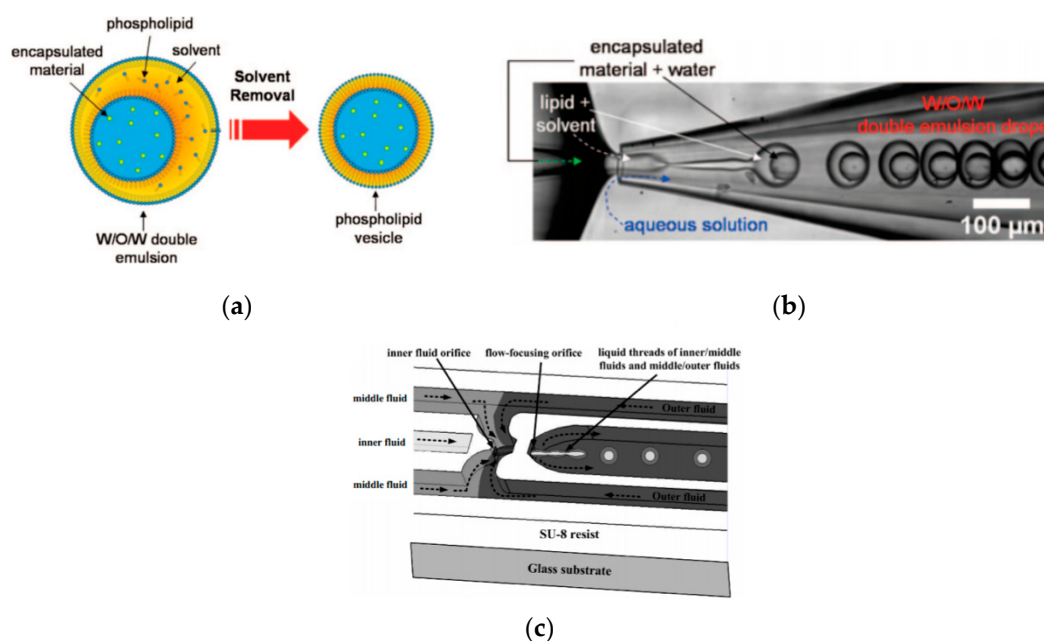 phospholipid
encapsulated
material
solvent
Solvent
Removal
W/O/W double
emulsion
phospholipid
vesicle
(a)
encapsulated
material + water
lipid +
solvent
W/O/W
double emulsion drops
aqueous solution
100 µm
(b)
inner fluid orifice
flow-focusing orifice
liquid threads of inner/middle
fluids and middle/outer fluids
middle fluid
Outer fluid
inner fluid
middle fluid
Outer fluid
SU-8 resist
Glass substrate
(c)